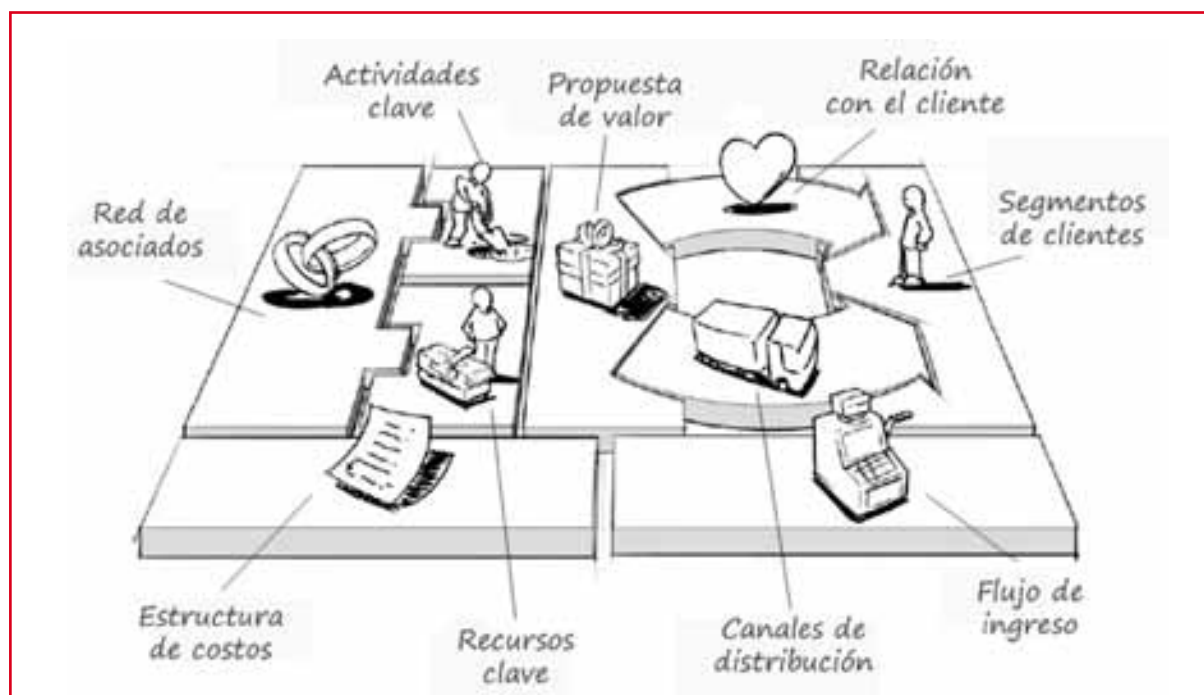 Actividades
clave
Propuesta
de valor
Relación
con el cliente
Red de
asociados
Segmentos
de clientes
Estructura
de costos
Recursos
clave
Canales de
distribución
Flujo de
ingreso